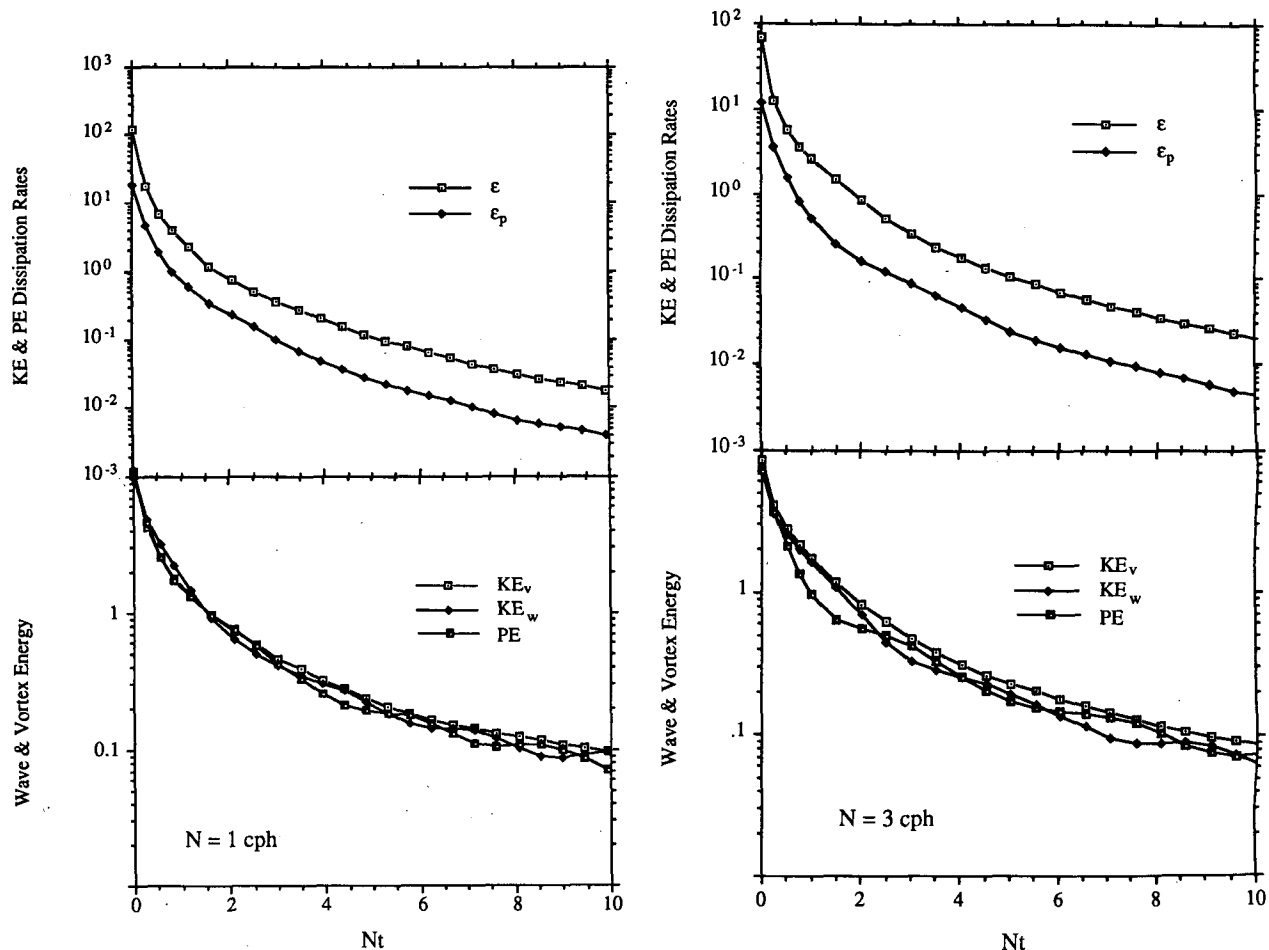 10³
10²
10¹
10⁰
10⁻¹
10⁻²
10⁻³
KE & PE Dissipation Rates
ε
εₚ
1
0.1
Wave & Vortex Energy
KEᵥ
KE_w
PE
N = 1 cph
0 2 4 6 8 10
Nt
10²
10¹
10⁰
10⁻¹
10⁻²
10⁻³
KE & PE Dissipation Rates
ε
εₚ
1
.1
Wave & Vortex Energy
KEᵥ
KE_w
PE
N = 3 cph
0 2 4 6 8 10
Nt